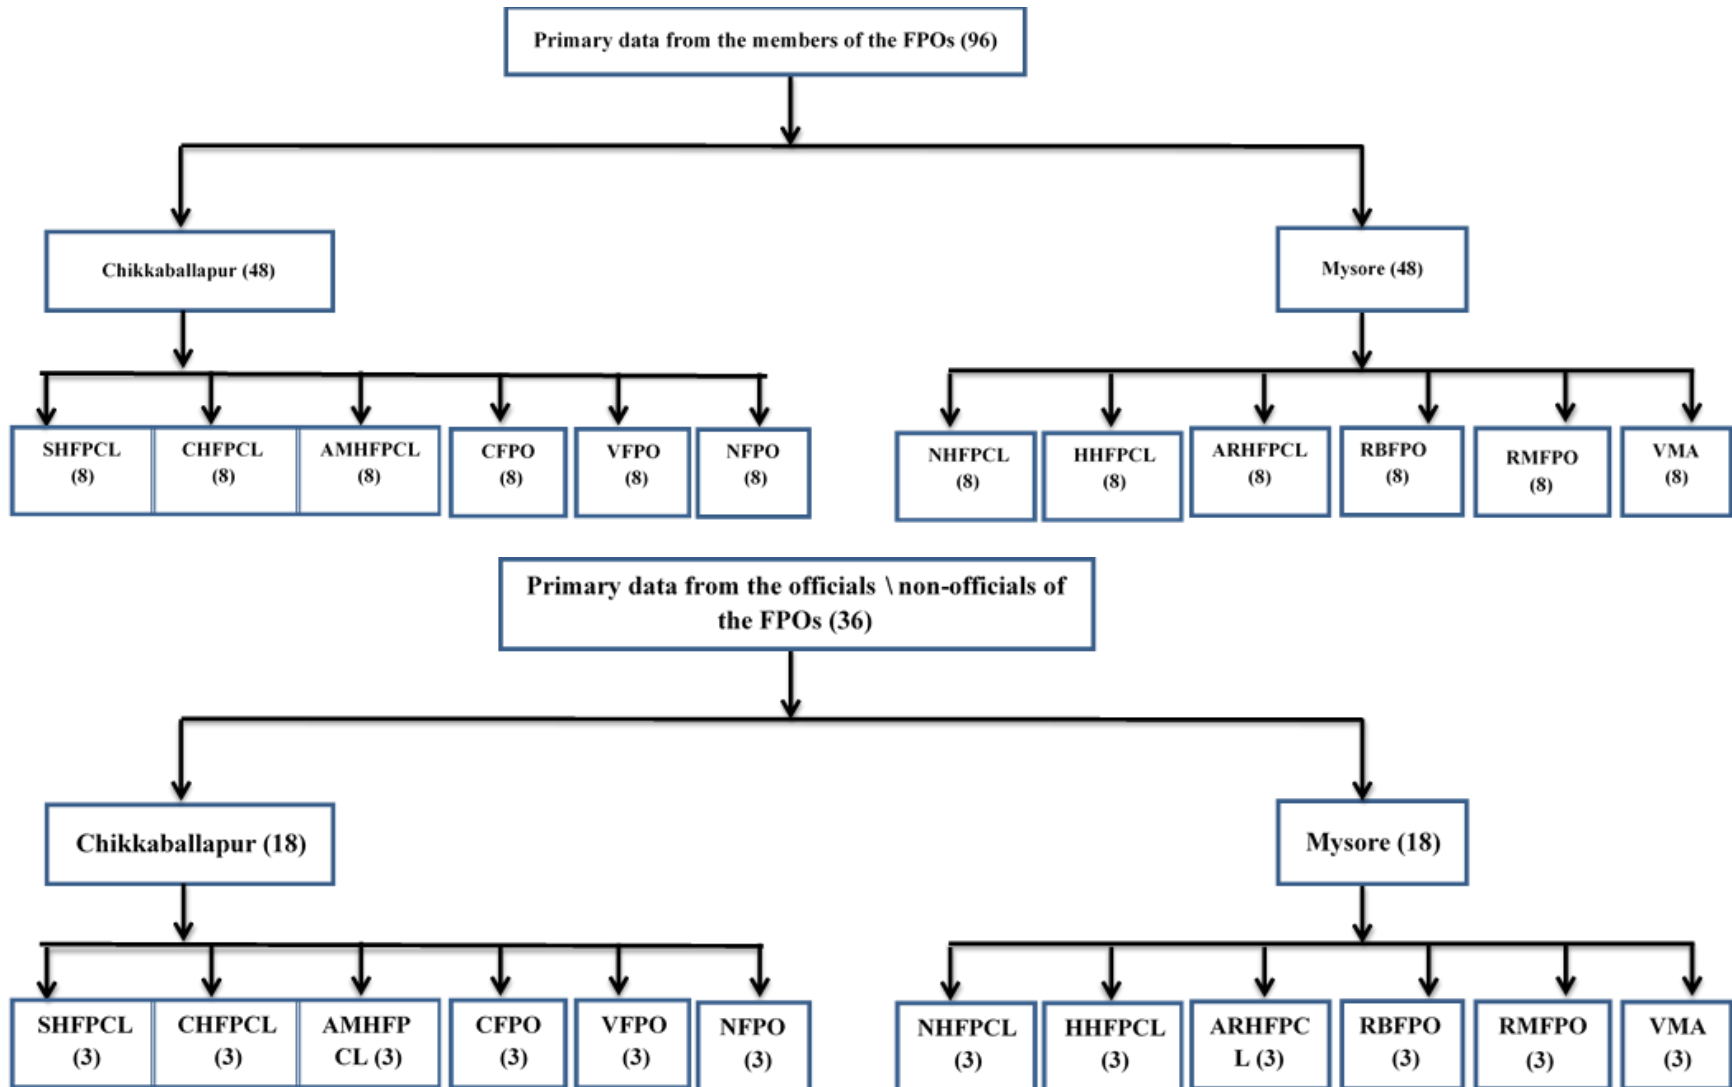 Primary data from the members of the FPOs (96)
Chikkaballapur (48)
Mysore (48)
SHFPCL
(8)
CHFPCL
(8)
AMHFPCL
(8)
CFPO
(8)
VFPO
(8)
NFPO
(8)
NHFPCL
(8)
HHFPCL
(8)
ARHFPCL
(8)
RBFPO
(8)
RMFPO
(8)
VMA
(8)
Primary data from the officials \ non-officials of
the FPOs (36)
Chikkaballapur (18)
Mysore (18)
SHFPCL
(3)
CHFPCL
(3)
AMHFP
CL (3)
CFPO
(3)
VFPO
(3)
NFPO
(3)
NHFPCL
(3)
HHFPCL
(3)
ARHFPC
L (3)
RBFPO
(3)
RMFPO
(3)
VMA
(3)